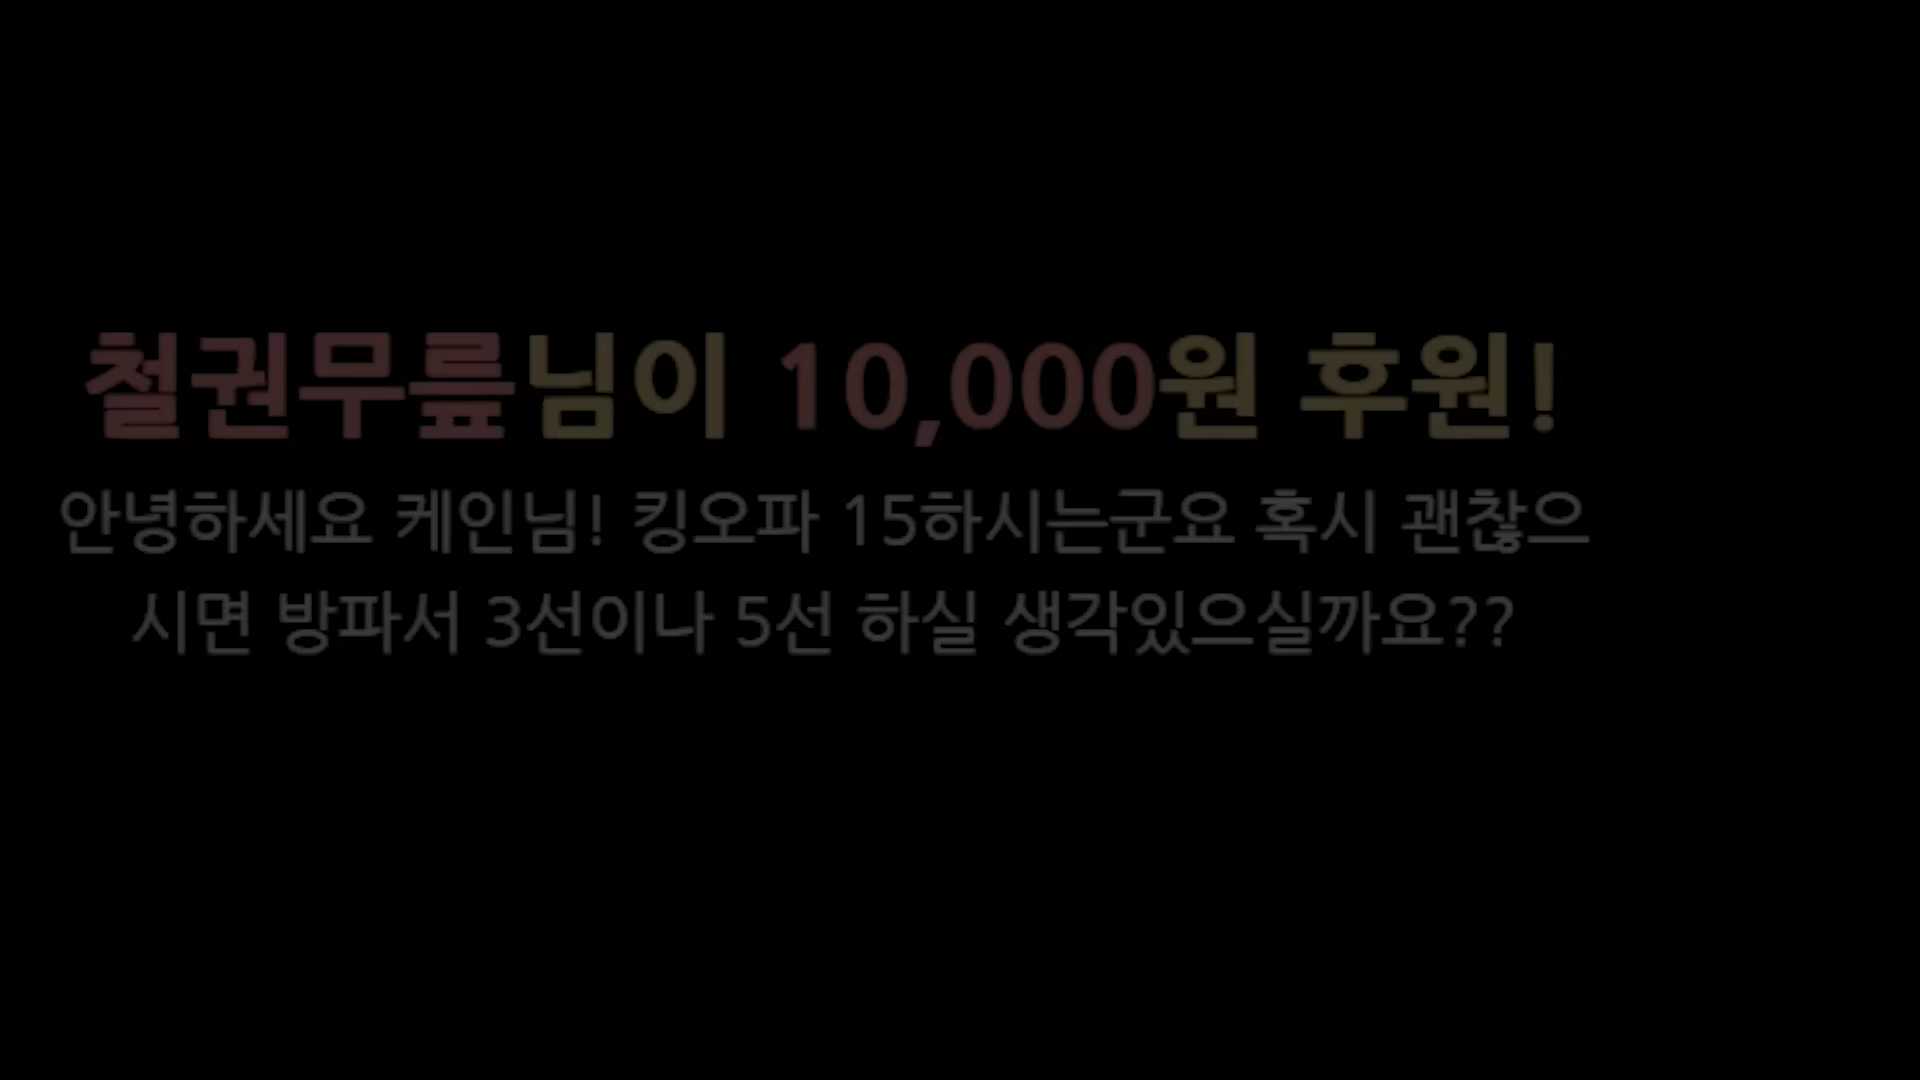 철권무릎님이 10,000원 후원!
안녕하세요 케인님! 킹오파 15하시는군요 혹시 괜찮으
시면 방파서 3선이나 5선 하실 생각있으실까요??